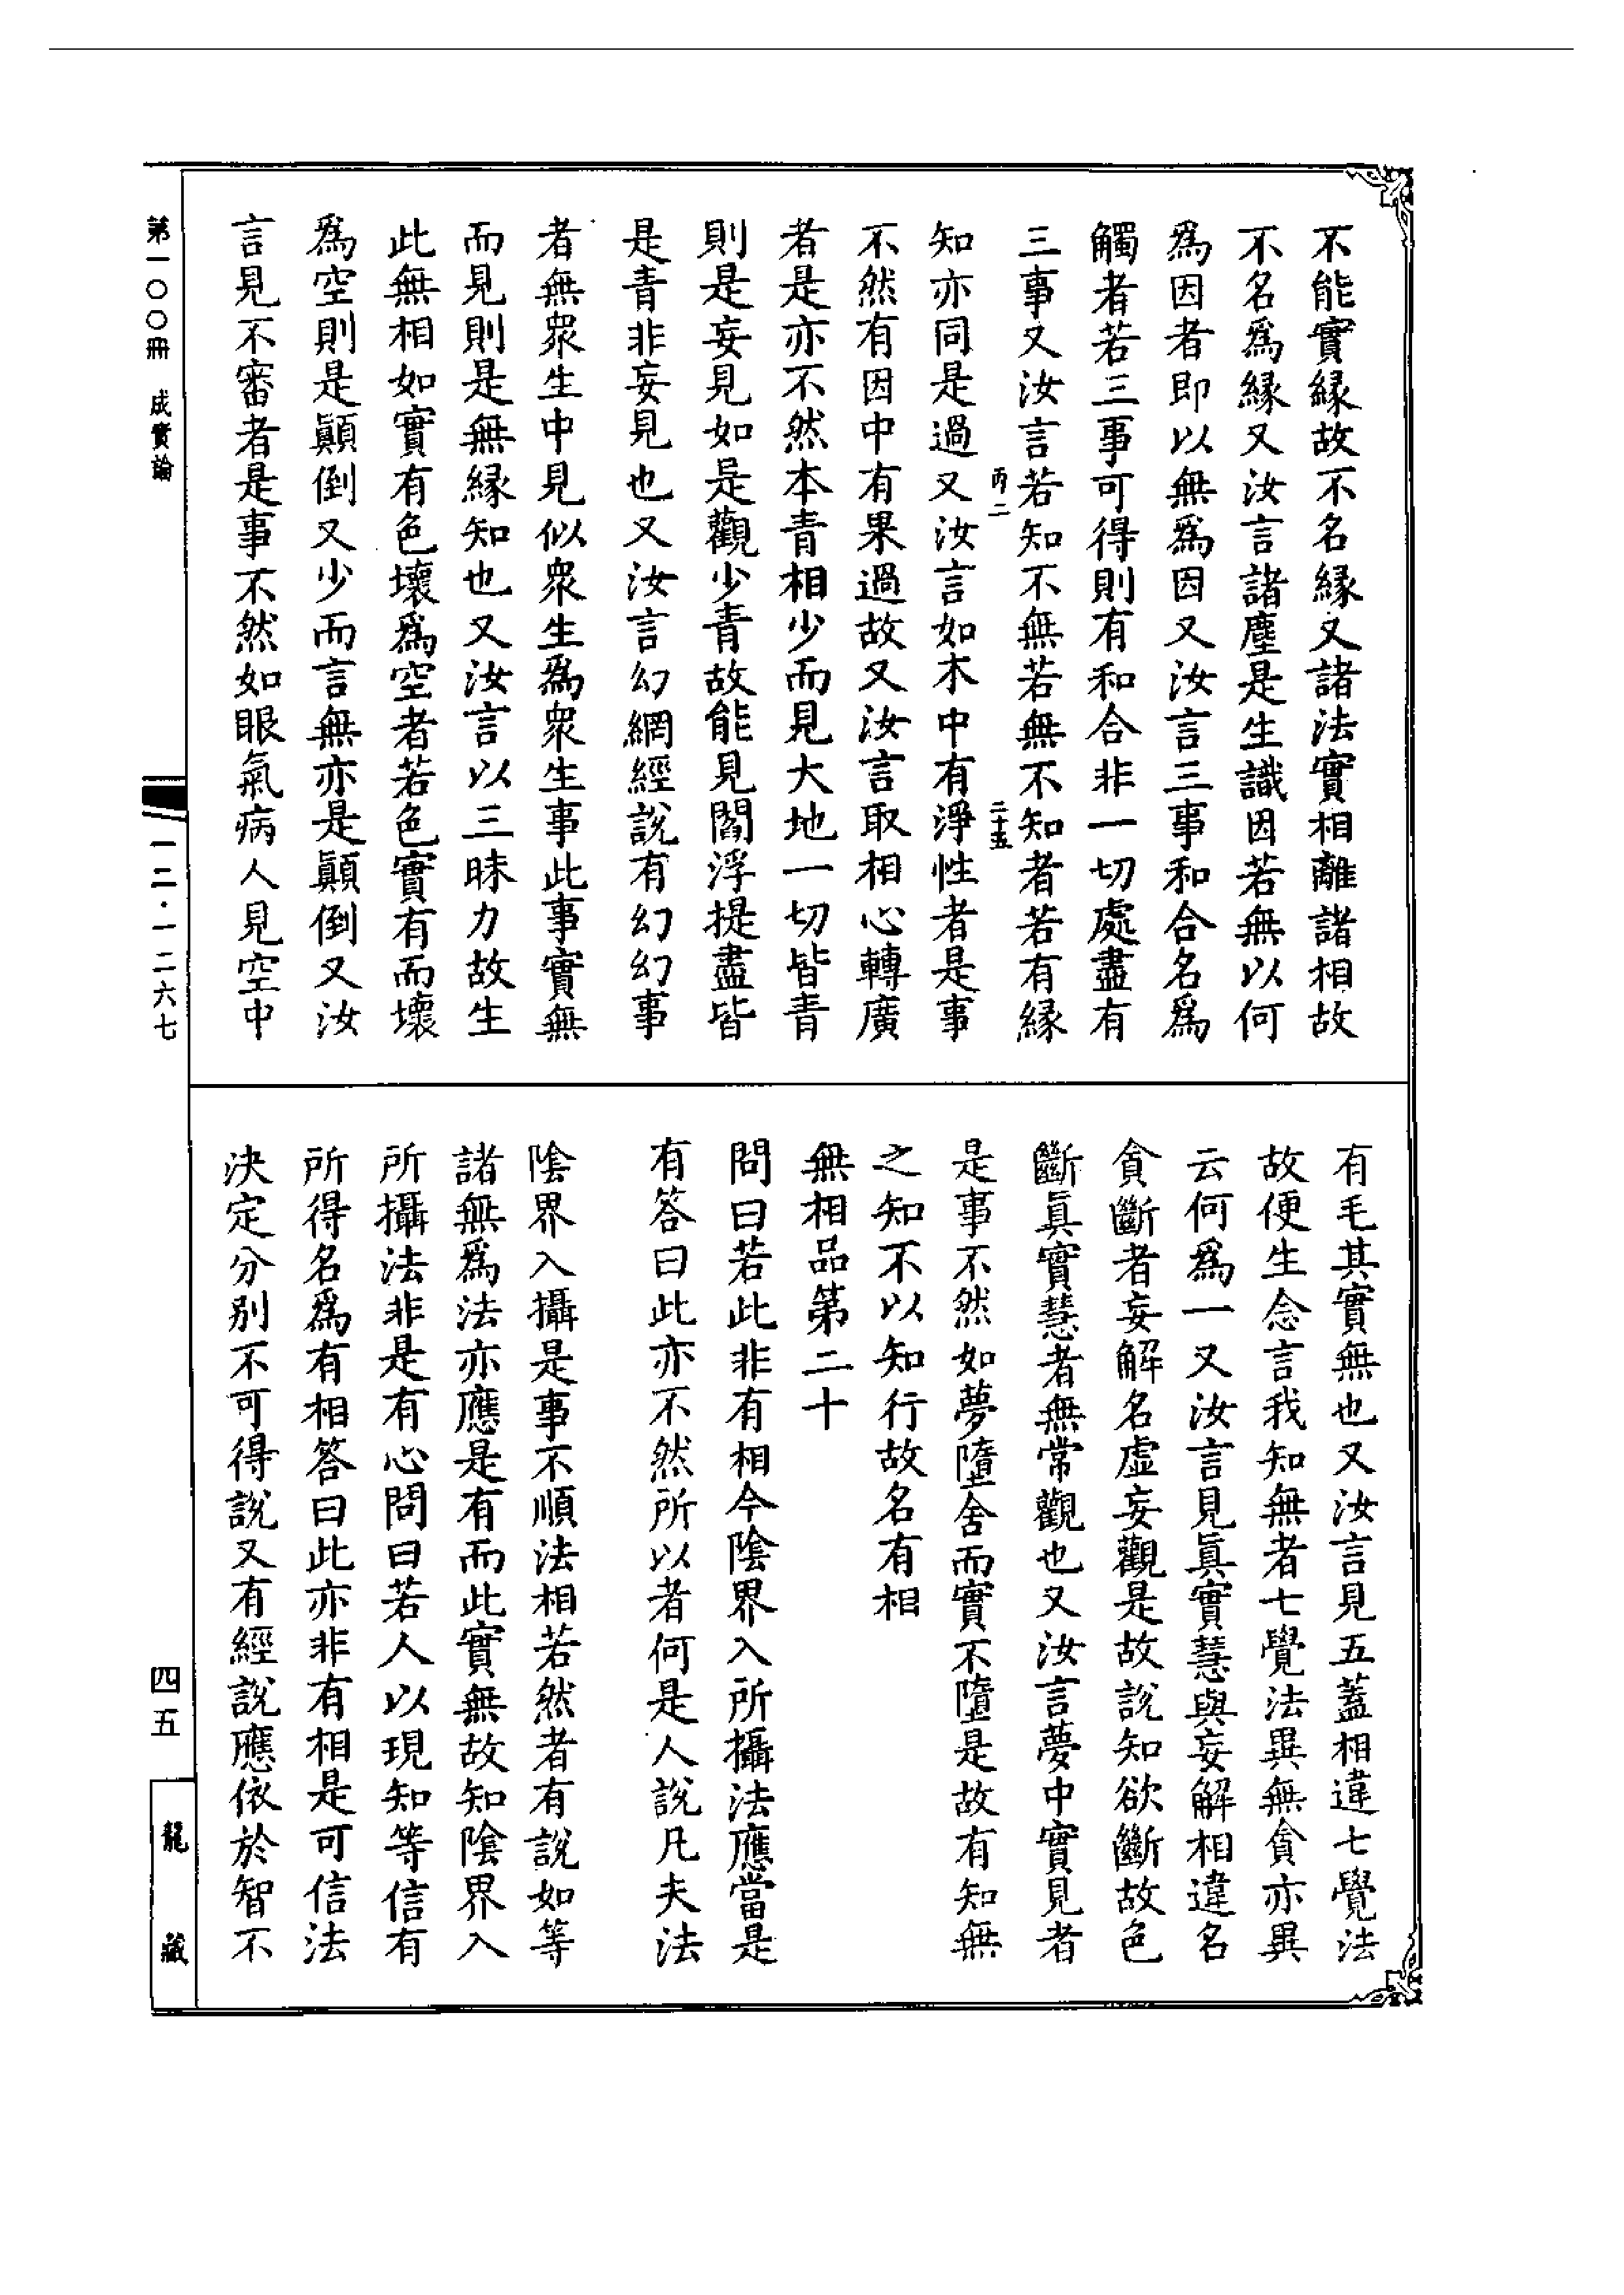 不能實縁故不名縁又諸法實相離諸相故
不名爲縁又汝言諸塵是生識因若無以何
爲因者即以無爲因又汝言三事和合名爲
觸者若三事可得則有和合非一切處盡有
三事又汝言若知不無若無不知者若有縁
丙二
二十五
知亦同是過又汝言如木中有淨性者是事
不然有因中有果過故又汝言取相心轉廣
者是亦不然本青相少而見大地一切皆青
則是妄見如是觀少青故能見閻浮提盡皆
是青非妄見也又汝言幻網經說有幻幻事
者無衆生中見似衆生爲衆生事此事實無
而見則是無縁知也又汝言以三昧力故生
此無相如實有色壞爲空者若色實有而壞
爲空則是顚倒又少而言無亦是顚倒又汝
言見不審者是事不然如眼氣病人見空中
有毛其實無也又汝言見五蓋相違七覺法
故便生念言我知無者七覺法異無貪亦異
云何爲一又汝言見眞實慧與妄解相違名
貪斷者妄解名虛妄觀是故說知欲斷故色
斷眞實慧者無常觀也又汝言夢中實見者
是事不然如夢墮舍而實不墮是故有知無
之知不以知行故名有相
無相品第二十
問曰若此非有相今陰界入所攝法應當是
有答曰此亦不然所以者何是人說凡夫法
陰界入攝是事不順法相若然者有說如等
諸無爲法亦應是有而此實無故知陰界入
所攝法非是有心問曰若人以現知等信有
所得名爲有相答曰此亦非有相是可信法
決定分别不可得說又有經說應依於智不
第一〇〇冊　成實論
一二·一二六七
四五
龍藏